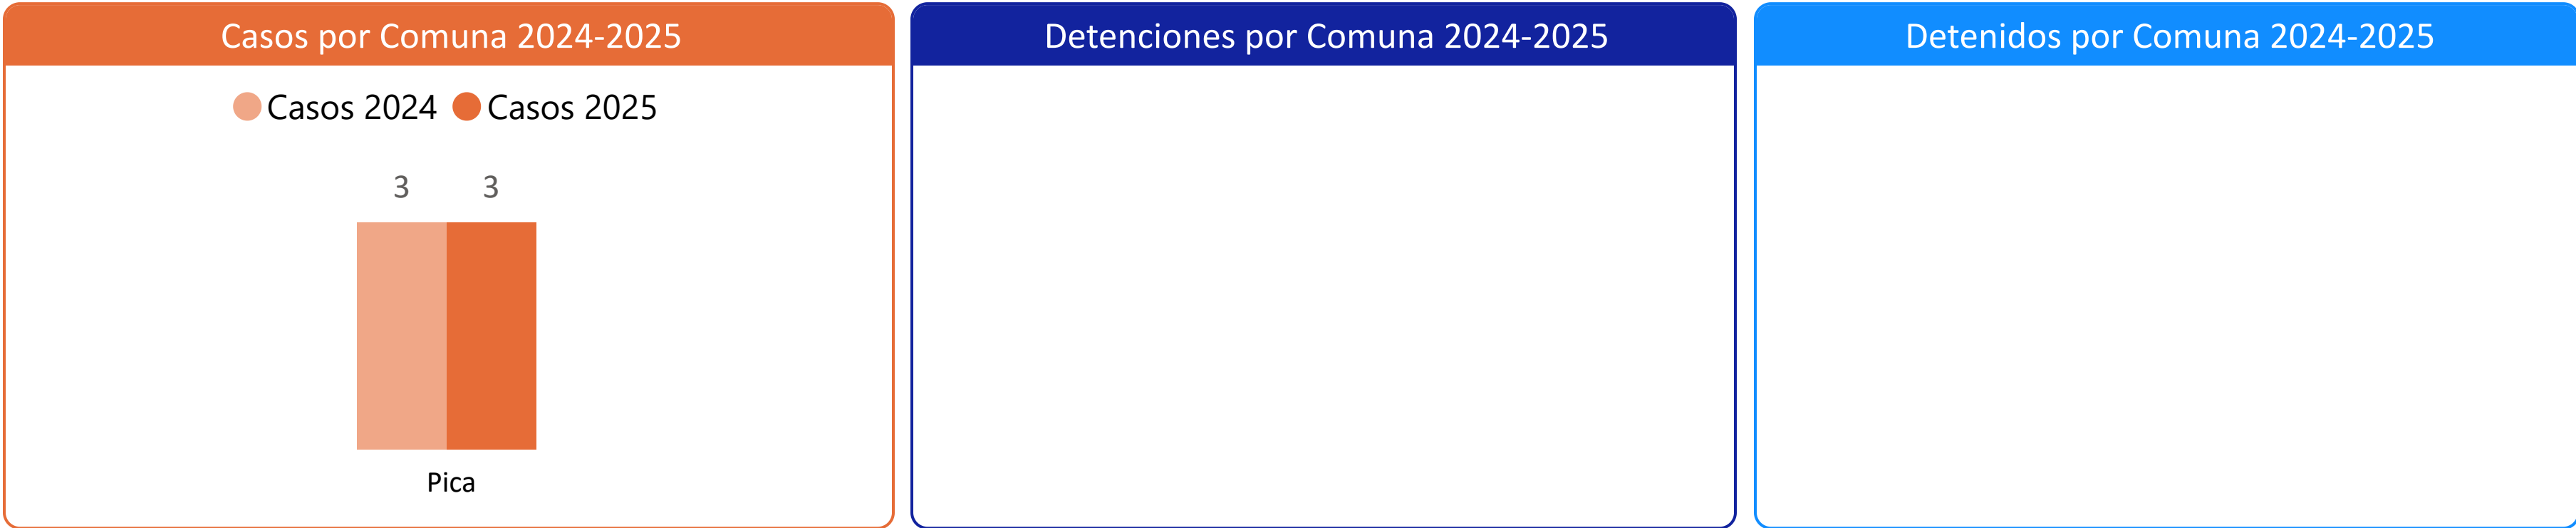 Casos por Comuna 2024-2025
Casos 2024 Casos 2025
3 3
Pica
Detenciones por Comuna 2024-2025
Detenidos por Comuna 2024-2025